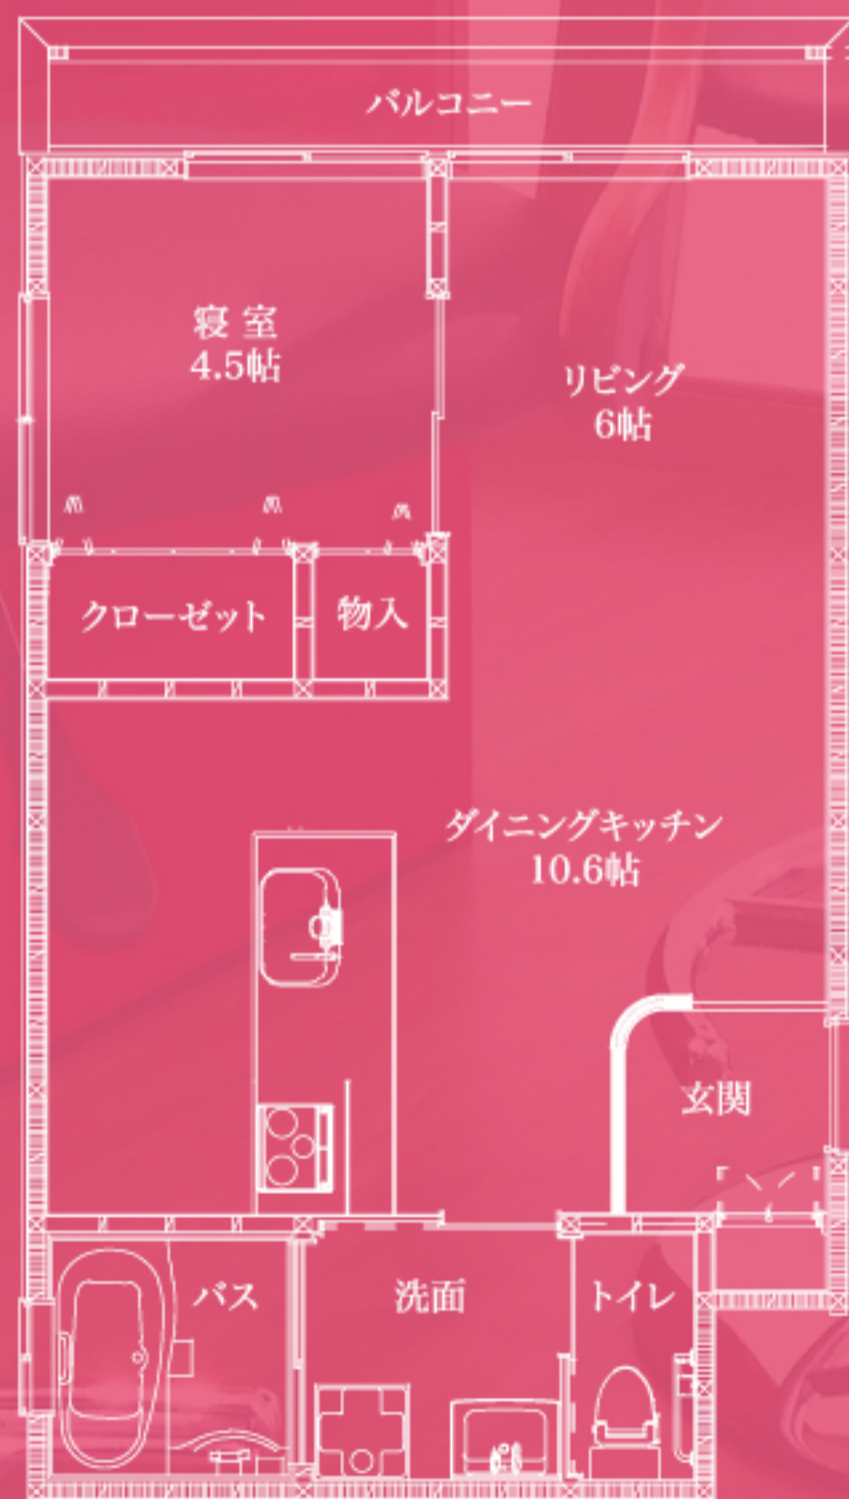 バルコニー
寝室
4.5帖
リビング
6帖
クローゼット
物入
ダイニングキッチン
10.6帖
玄関
バス
洗面
トイレ